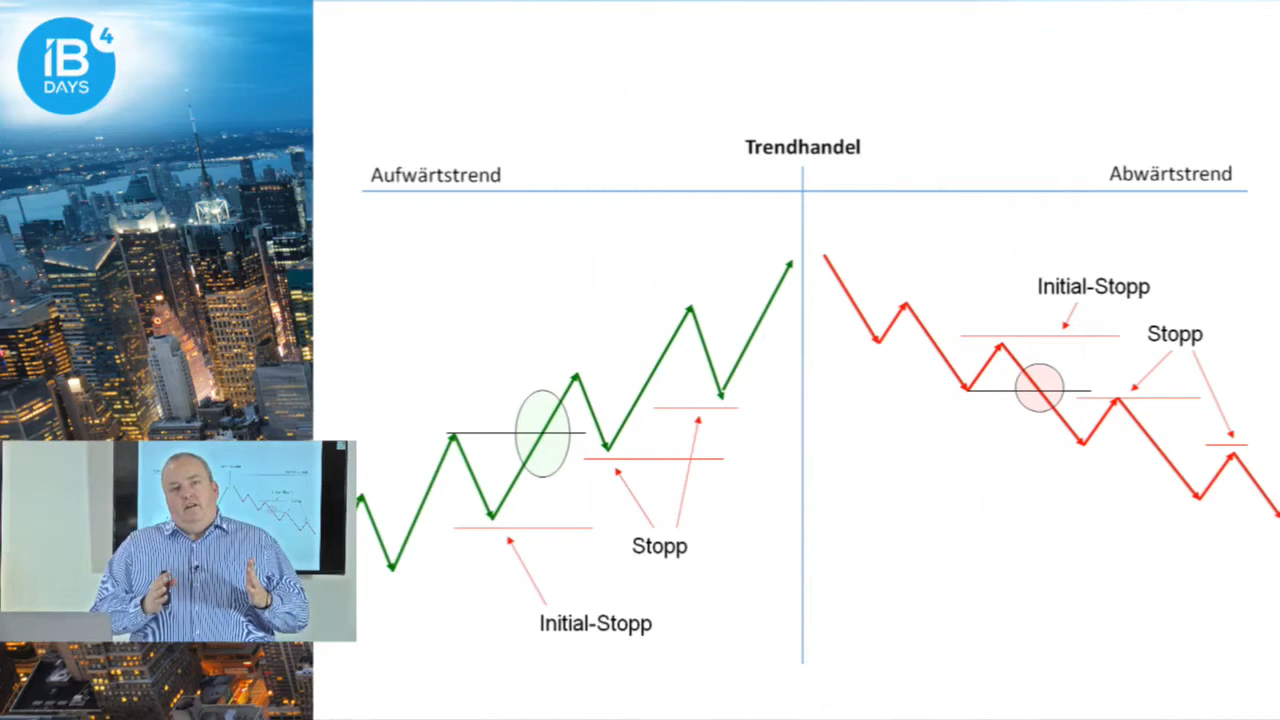 IB
4
DAYS
Trendhandel
Aufwärtstrend
Abwärtstrend
Initial-Stopp
Stopp
Stopp
Initial-Stopp